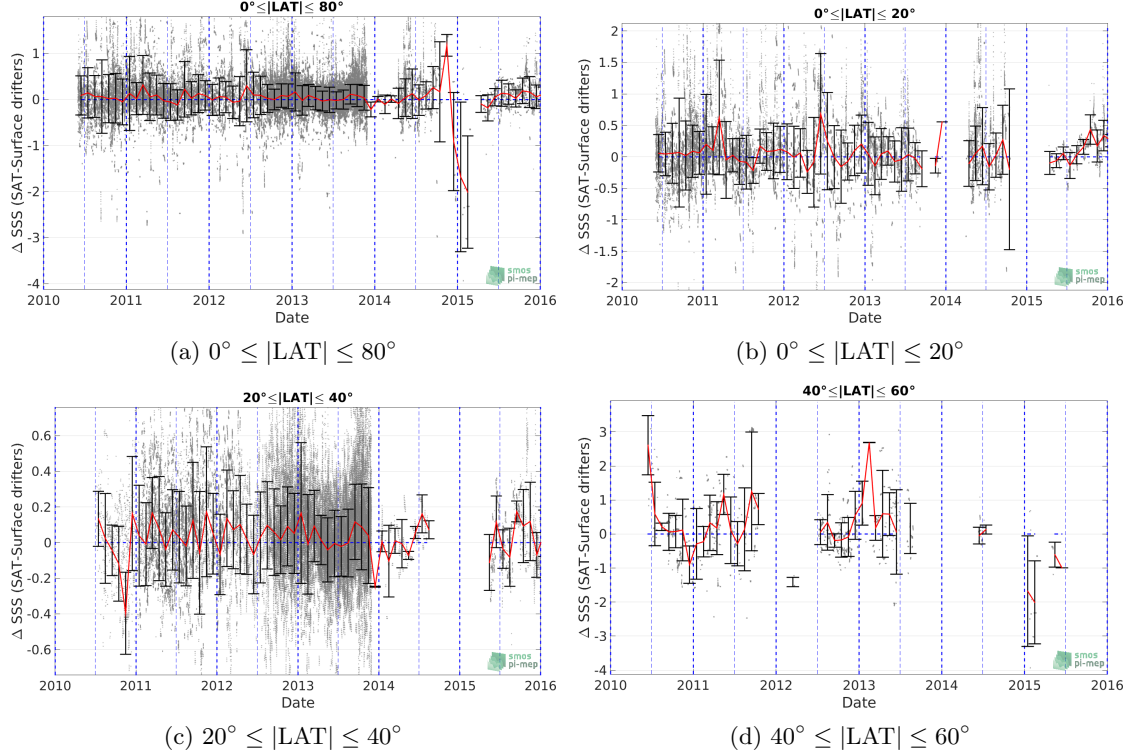 0°≤|LAT|≤ 80°
Δ SSS (SAT-Surface drifters)
1
0
-1
-2
-3
-4
2010 2011 2012 2013 2014 2015 2016
Date
smos
pi-mep
(a) 0° ≤ |LAT| ≤ 80°
0°≤|LAT|≤ 20°
Δ SSS (SAT-Surface drifters)
2
1.5
1
0.5
0
-0.5
-1
-1.5
-2
2010 2011 2012 2013 2014 2015 2016
Date
smos
pi-mep
(b) 0° ≤ |LAT| ≤ 20°
20°≤|LAT|≤ 40°
Δ SSS (SAT-Surface drifters)
0.6
0.4
0.2
0
-0.2
-0.4
-0.6
2010 2011 2012 2013 2014 2015 2016
Date
smos
pi-mep
(c) 20° ≤ |LAT| ≤ 40°
40°≤|LAT|≤ 60°
Δ SSS (SAT-Surface drifters)
3
2
1
0
-1
-2
-3
-4
2010 2011 2012 2013 2014 2015 2016
Date
smos
pi-mep
(d) 40° ≤ |LAT| ≤ 60°